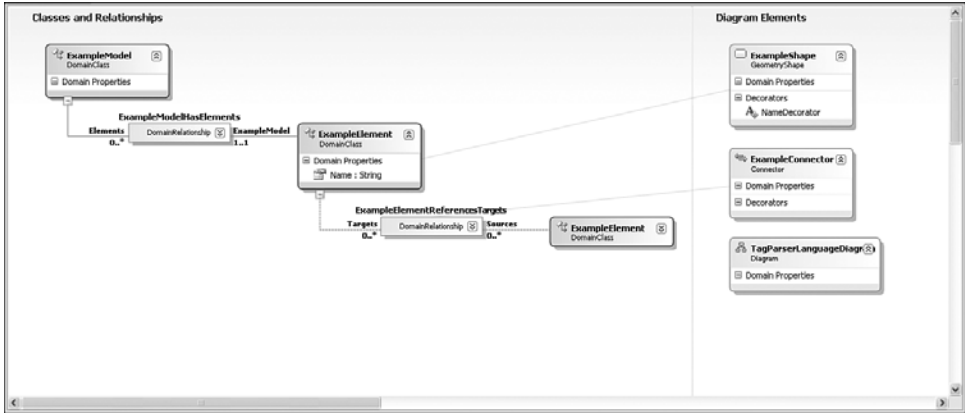 Classes and Relationships
Diagram Elements
ExampleModel
DomainClass
Domain Properties
ExampleModelHasElements
Elements
0..*
DomainRelationship
ExampleModel
1..1
ExampleElement
DomainClass
Domain Properties
Name : String
ExampleElementReferencesTargets
Targets
0..*
DomainRelationship
Sources
0..*
ExampleElement
DomainClass
ExampleShape
GeometryShape
Domain Properties
Decorators
NameDecorator
ExampleConnector
Connector
Domain Properties
Decorators
Diagram
Domain Properties